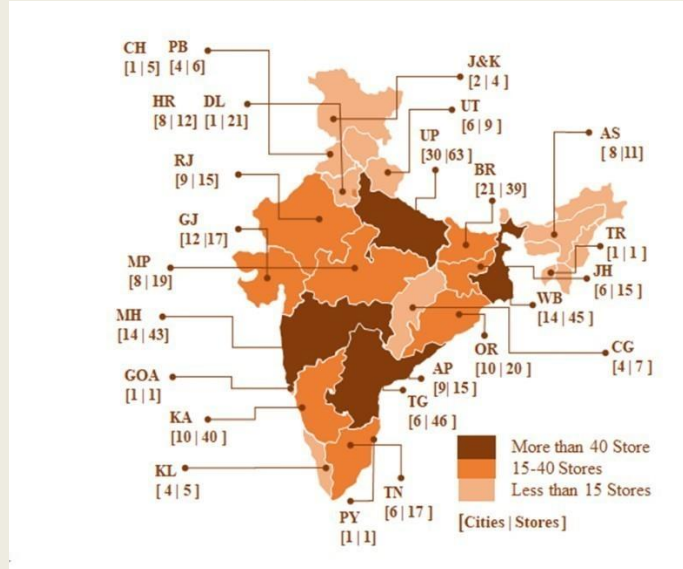 CH PB
[1|5] [4|6]
J&K
[2|4 ]
HR DL
[8|12] [1|21]
UT
[6|9 ]
UP
[30|63 ]
AS
[ 8|11]
RJ
[9|15 ]
BR
[21|39]
GJ
[12 |17]
TR
[1|1 ]
MP
[8|19]
JH
[6|15 ]
WB
[14|45 ]
MH
[14|43]
OR
[10|20 ]
CG
[4|7 ]
GOA
[1|1]
AP
[9|15 ]
TG
[6|46 ]
KA
[10|40 ]
KL
[ 4|5 ]
TN
[6|17 ]
PY
[1|1]
More than 40 Store
15-40 Stores
Less than 15 Stores
[Cities|Stores]